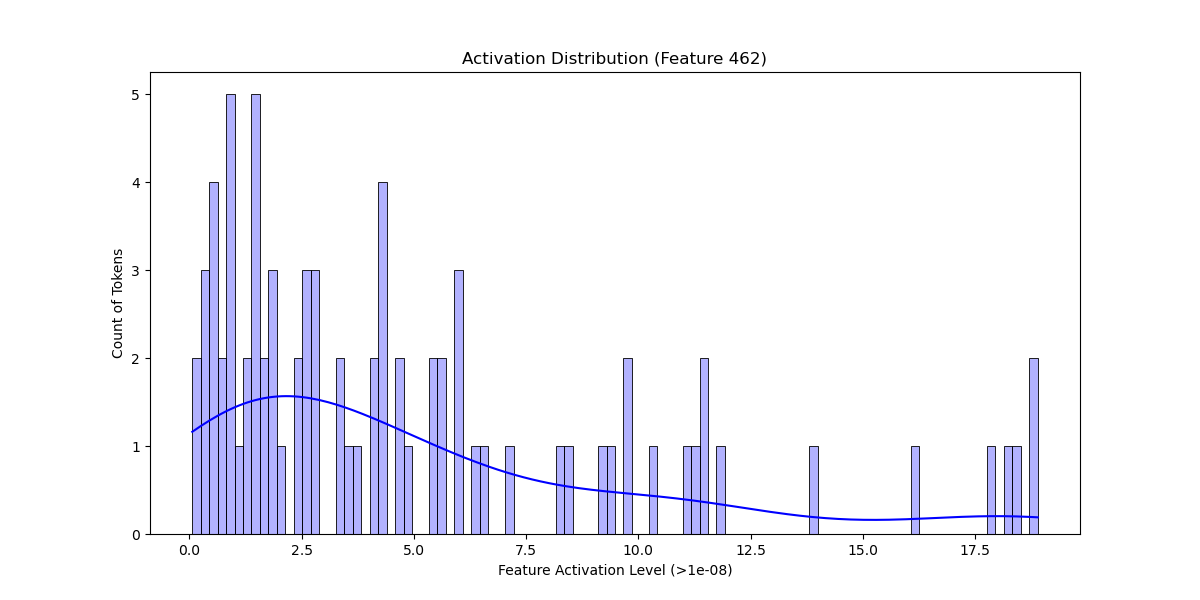 Activation Distribution (Feature 462)
Count of Tokens
5
4
3
2
1
0
0.0 2.5 5.0 7.5 10.0 12.5 15.0 17.5
Feature Activation Level (>1e-08)